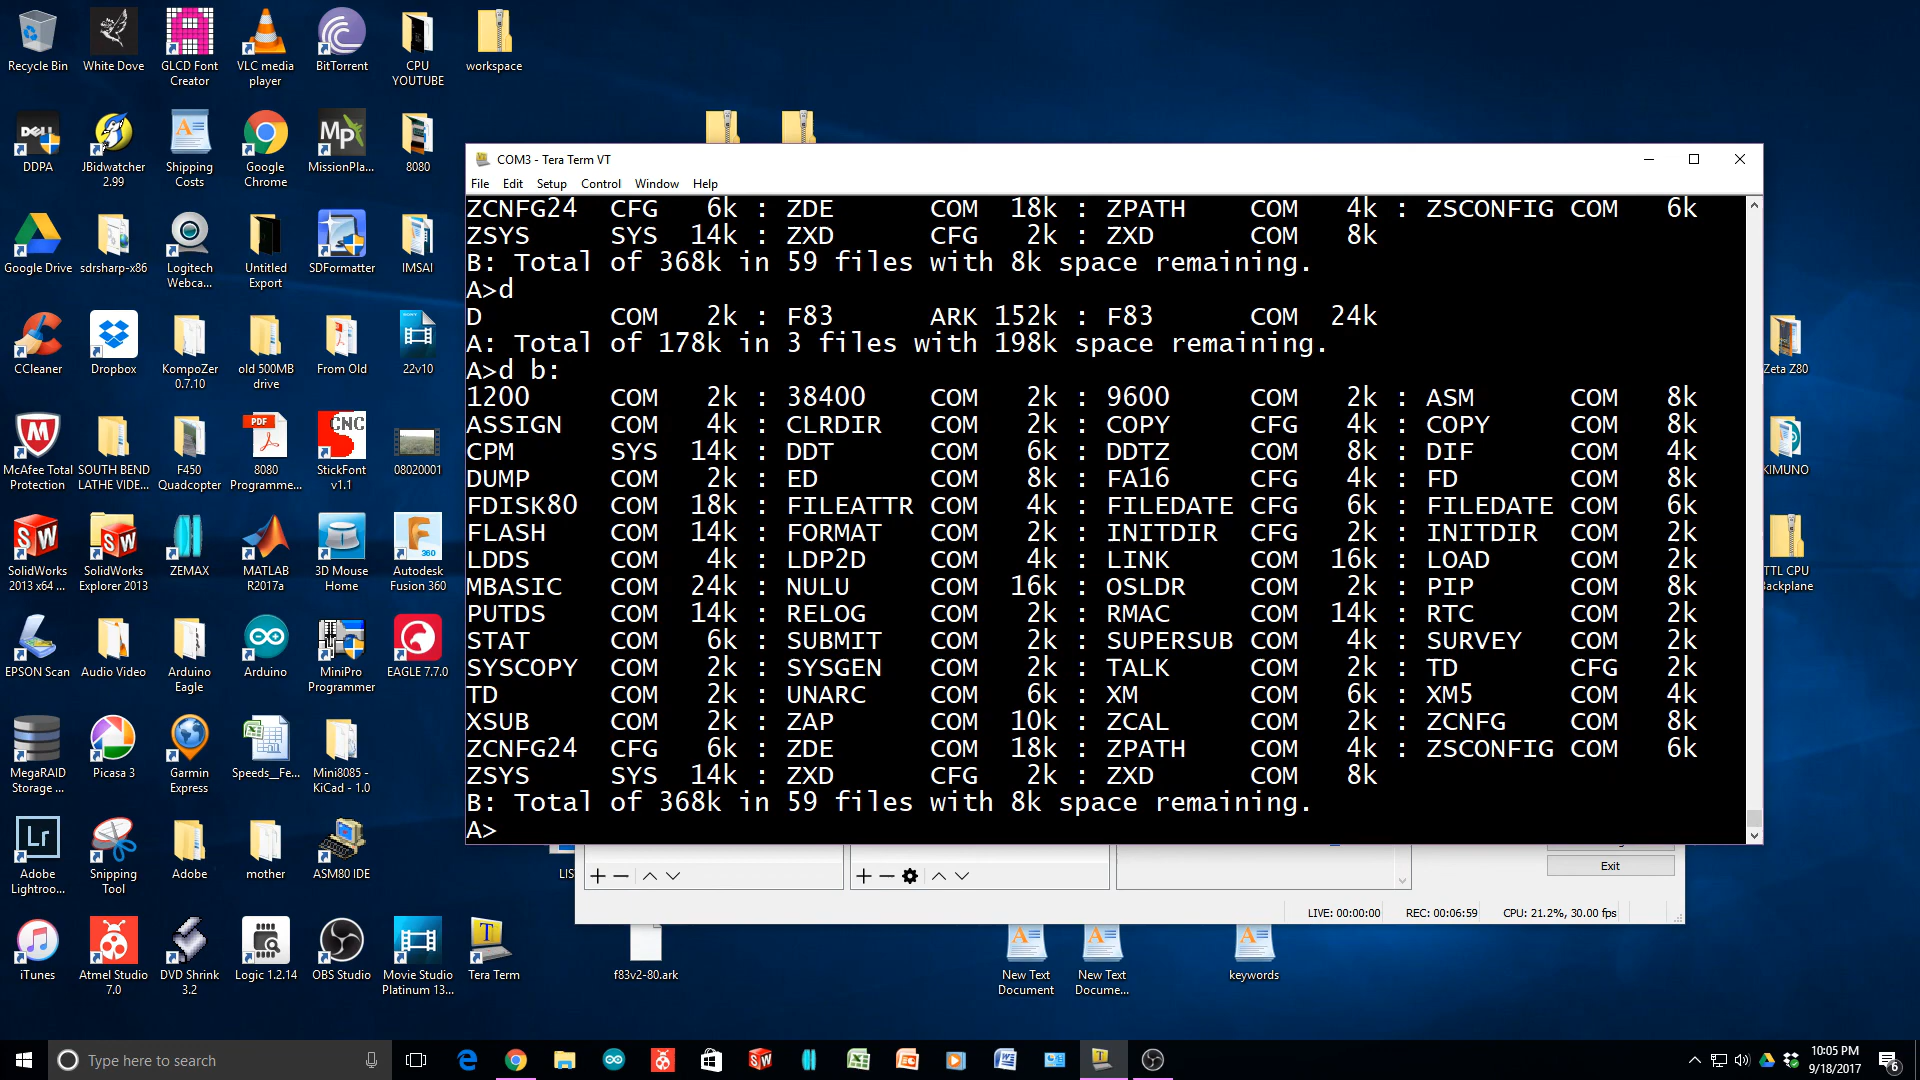 Recycle Bin
White Dove
GLCD Font
Creator
VLC media
player
BitTorrent
CPU
YOUTUBE
workspace
DDPA
JBidwatcher
2.99
Shipping
Costs
Google
Chrome
MissionPla...
8080
Google Drive
sdrsharp-x86
Logitech
Webca...
Untitled
Export
SDFormatter
IMSAI
CCleaner
Dropbox
KompoZer
0.7.10
old 500MB
drive
From Old
22v10
McAfee Total
Protection
SOUTH BEND
LATHE VIDE...
F450
Quadcopter
8080
Programme...
StickFont
v1.1
08020001
SolidWorks
2013 x64 ...
SolidWorks
Explorer 2013
ZEMAX
MATLAB
R2017a
3D Mouse
Home
Autodesk
Fusion 360
EPSON Scan
Audio Video
Arduino
Eagle
Arduino
MiniPro
Programmer
EAGLE 7.7.0
MegaRAID
Storage ...
Picasa 3
Garmin
Express
Speeds__Fe...
Mini8085 -
KiCad - 1.0
Adobe
Lightroo...
Snipping
Tool
Adobe
mother
ASM80 IDE
iTunes
Atmel Studio
7.0
DVD Shrink
3.2
Logic 1.2.14
OBS Studio
Movie Studio
Platinum 13...
Tera Term
f83v2-80.ark
New Text
Document
New Text
Docume...
keywords
Zeta Z80
KIMUNO
TTL CPU
Backplane
COM3 - Tera Term VT
File Edit Setup Control Window Help
ZCNFG24 CFG 6k : ZDE COM 18k : ZPATH COM 4k : ZSCONFIG COM 6k
ZSYS SYS 14k : ZXD CFG 2k : ZXD COM 8k
B: Total of 368k in 59 files with 8k space remaining.
A>d
D COM 2k : F83 ARK 152k : F83 COM 24k
A: Total of 178k in 3 files with 198k space remaining.
A>d b:
1200 COM 2k : 38400 COM 2k : 9600 COM 2k : ASM COM 8k
ASSIGN COM 4k : CLRDIR COM 2k : COPY CFG 4k : COPY COM 8k
CPM SYS 14k : DDT COM 6k : DDTZ COM 8k : DIF COM 4k
DUMP COM 2k : ED COM 8k : FA16 CFG 4k : FD COM 8k
FDISK80 COM 18k : FILEATTR COM 4k : FILEDATE CFG 6k : FILEDATE COM 6k
FLASH COM 14k : FORMAT COM 2k : INITDIR CFG 2k : INITDIR COM 2k
LDDS COM 4k : LDP2D COM 4k : LINK COM 16k : LOAD COM 2k
MBASIC COM 24k : NULU COM 16k : OSLDR COM 2k : PIP COM 8k
PUTDS COM 14k : RELOG COM 2k : RMAC COM 14k : RTC COM 2k
STAT COM 6k : SUBMIT COM 2k : SUPERSUB COM 4k : SURVEY COM 2k
SYSCOPY COM 2k : SYSGEN COM 2k : TALK COM 2k : TD CFG 2k
TD COM 2k : UNARC COM 6k : XM COM 6k : XM5 COM 4k
XSUB COM 2k : ZAP COM 10k : ZCAL COM 2k : ZCNFG COM 8k
ZCNFG24 CFG 6k : ZDE COM 18k : ZPATH COM 4k : ZSCONFIG COM 6k
ZSYS SYS 14k : ZXD CFG 2k : ZXD COM 8k
B: Total of 368k in 59 files with 8k space remaining.
A>
LIS
Exit
LIVE: 00:00:00 REC: 00:06:59 CPU: 21.2%, 30.00 fps
Type here to search
10:05 PM
9/18/2017
6